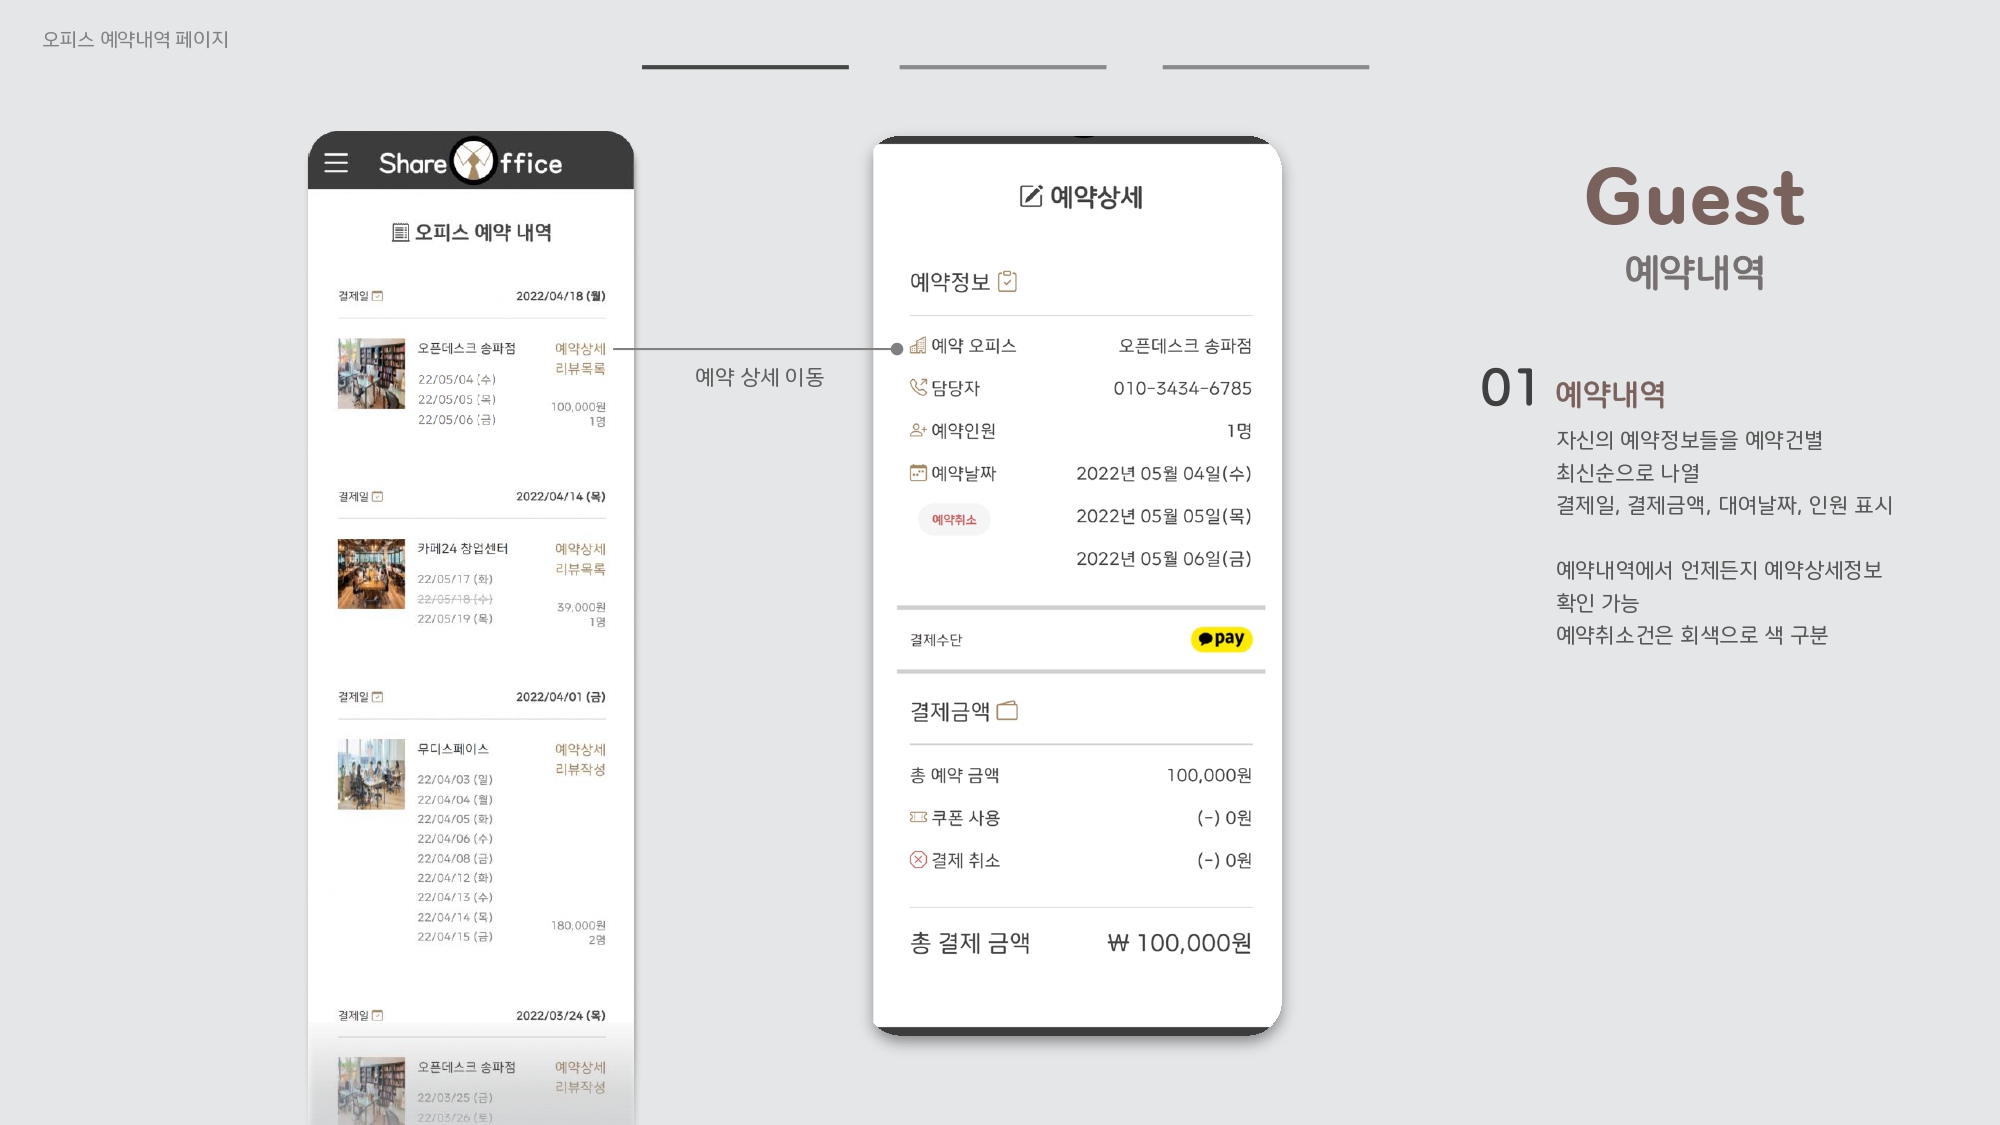 오피스 예약내역 페이지
Share Office
오피스 예약 내역
결제일 2022/04/18 (월)
오픈데스크 송파점 예약상세
리뷰목록
22/05/04 (수)
22/05/05 (목)
22/05/06 (금)
100,000원
1명
결제일 2022/04/14 (목)
카페24 창업센터 예약상세
리뷰목록
22/05/17 (화)
22/05/18 (수)
22/05/19 (목)
39,000원
1명
결제일 2022/04/01 (금)
무디스페이스 예약상세
리뷰작성
22/04/03 (일)
22/04/04 (월)
22/04/05 (화)
22/04/06 (수)
22/04/08 (금)
22/04/12 (화)
22/04/13 (수)
22/04/14 (목)
22/04/15 (금)
180,000원
2명
결제일 2022/03/24 (목)
오픈데스크 송파점 예약상세
리뷰작성
22/03/25 (금)
22/03/26 (토)
예약 상세 이동
예약상세
예약정보
예약 오피스 오픈데스크 송파점
담당자 010-3434-6785
예약인원 1명
예약날짜 2022년 05월 04일(수)
예약취소 2022년 05월 05일(목)
2022년 05월 06일(금)
결제수단 pay
결제금액
총 예약 금액 100,000원
쿠폰 사용 (-) 0원
결제 취소 (-) 0원
총 결제 금액 ₩ 100,000원
Guest
예약내역
01 예약내역
자신의 예약정보들을 예약건별
최신순으로 나열
결제일, 결제금액, 대여날짜, 인원 표시
예약내역에서 언제든지 예약상세정보
확인 가능
예약취소건은 회색으로 색 구분